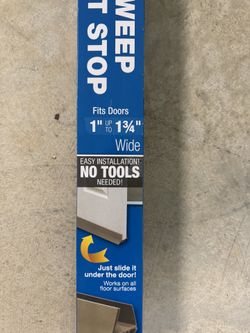 WEEP
T STOP
Fits Doors
1" UP TO 1¾"
Wide
EASY INSTALLATION!
NO TOOLS
NEEDED!
Just slide it
under the door!
Works on all
floor surfaces